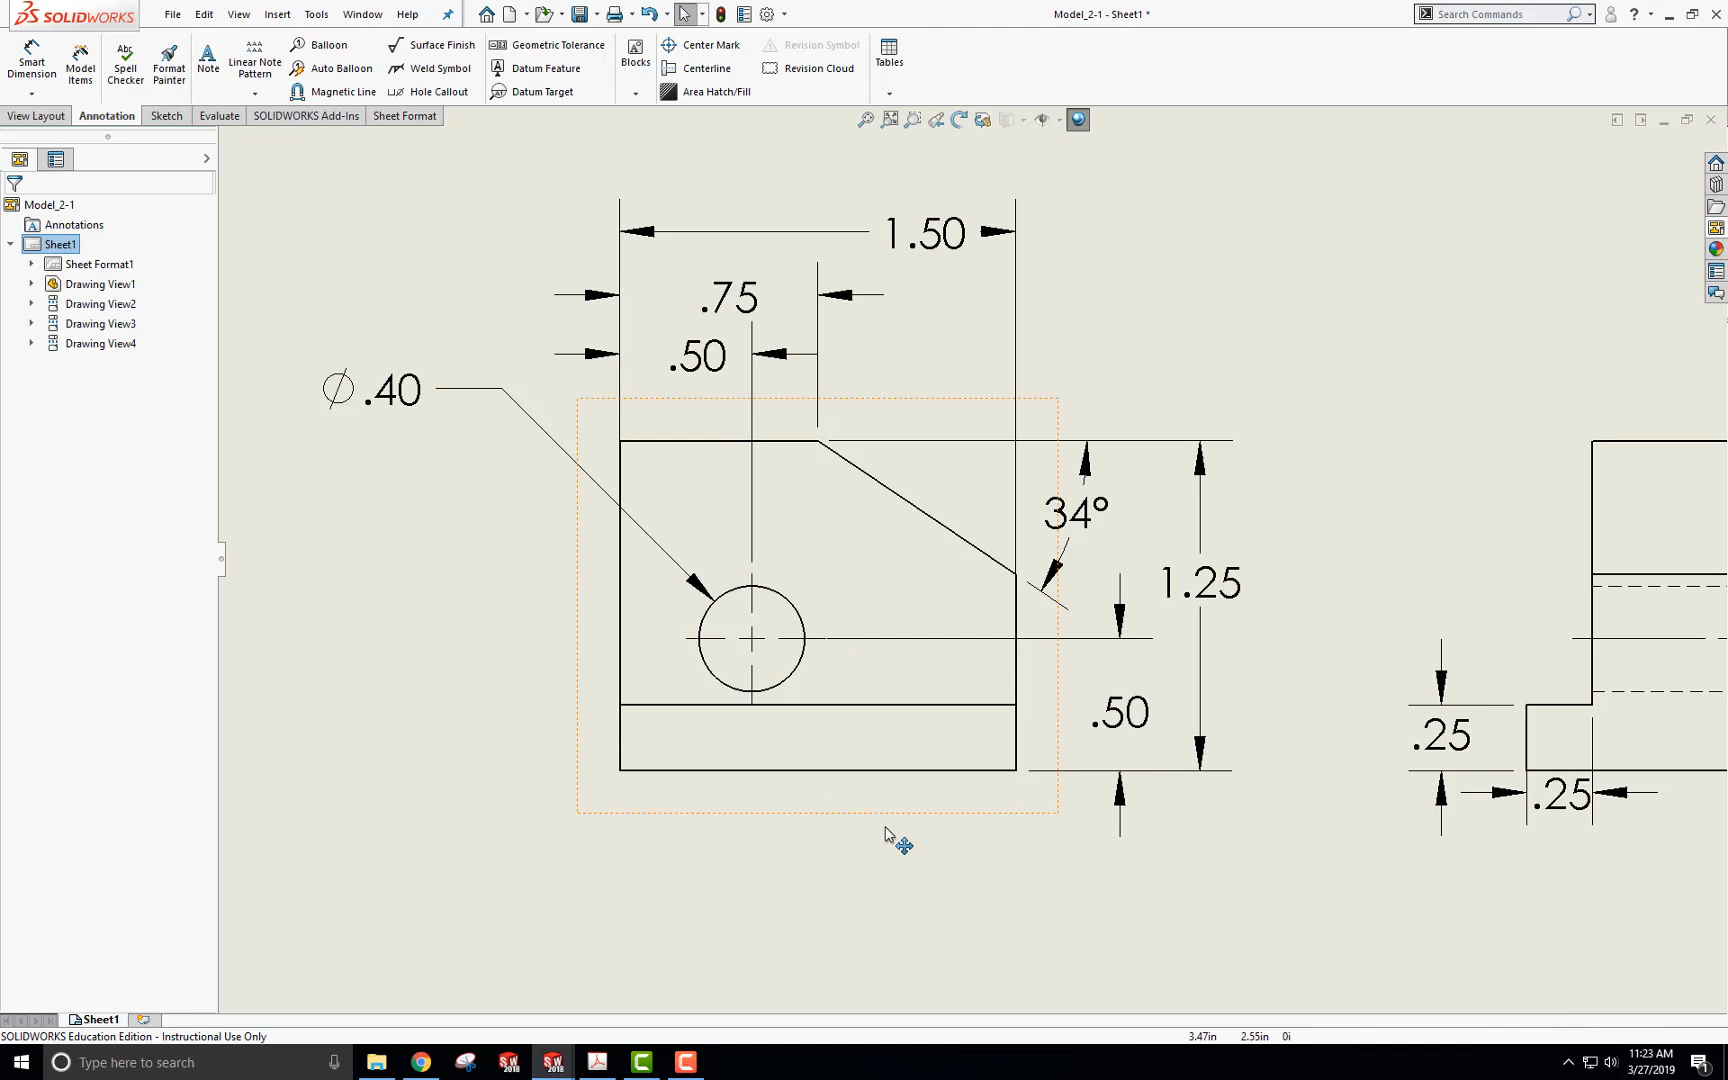 SOLIDWORKS
File Edit View Insert Tools Window Help
Model_2-1 - Sheet1 *
Search Commands
Smart Dimension
Model Items
Spell Checker
Format Painter
Note
Linear Note Pattern
Balloon
Auto Balloon
Magnetic Line
Surface Finish
Weld Symbol
Hole Callout
Geometric Tolerance
Datum Feature
Datum Target
Blocks
Center Mark
Centerline
Area Hatch/Fill
Revision Symbol
Revision Cloud
Tables
View Layout Annotation Sketch Evaluate SOLIDWORKS Add-Ins Sheet Format
Model_2-1
Annotations
Sheet1
Sheet Format1
Drawing View1
Drawing View2
Drawing View3
Drawing View4
1.50
.75
.50
Ø .40
34°
1.25
.50
.25
.25
Sheet1
SOLIDWORKS Education Edition - Instructional Use Only
3.47in 2.55in 0i
Type here to search
SW 2018
SW 2018
11:23 AM
3/27/2019